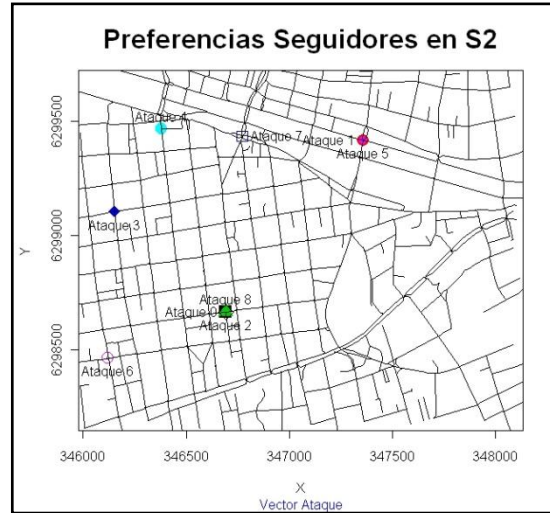 Preferencias Seguidores en S2
6299500
6299000
6298500
Y
Ataque 4
Ataque 7
Ataque 1
Ataque 5
Ataque 3
Ataque 8
Ataque 0
Ataque 2
Ataque 6
346000 346500 347000 347500 348000
X
Vector Ataque